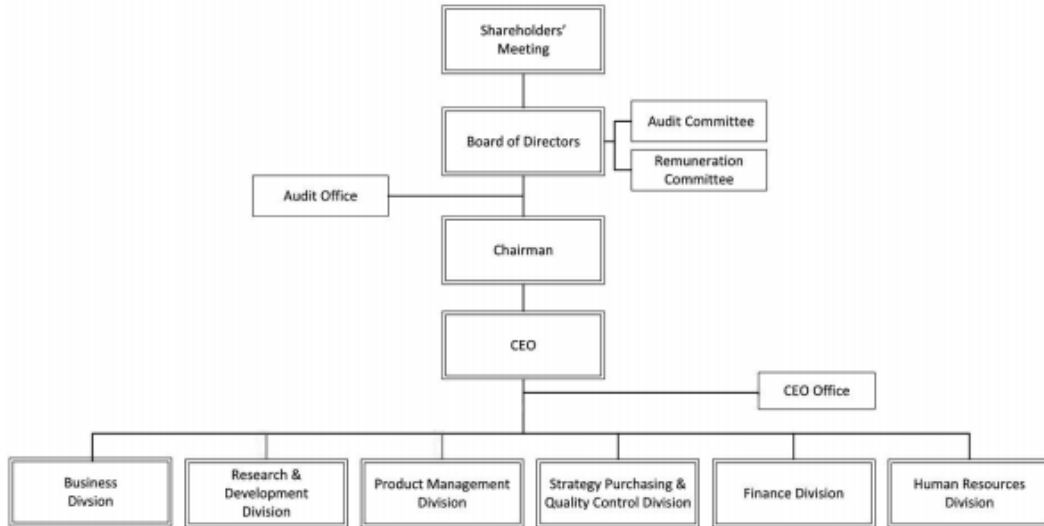 Shareholders'
Meeting
Board of Directors
Audit Committee
Remuneration
Committee
Audit Office
Chairman
CEO
CEO Office
Business
Divsion
Research &
Development
Division
Product Management
Division
Strategy Purchasing &
Quality Control Division
Finance Division
Human Resources
Division